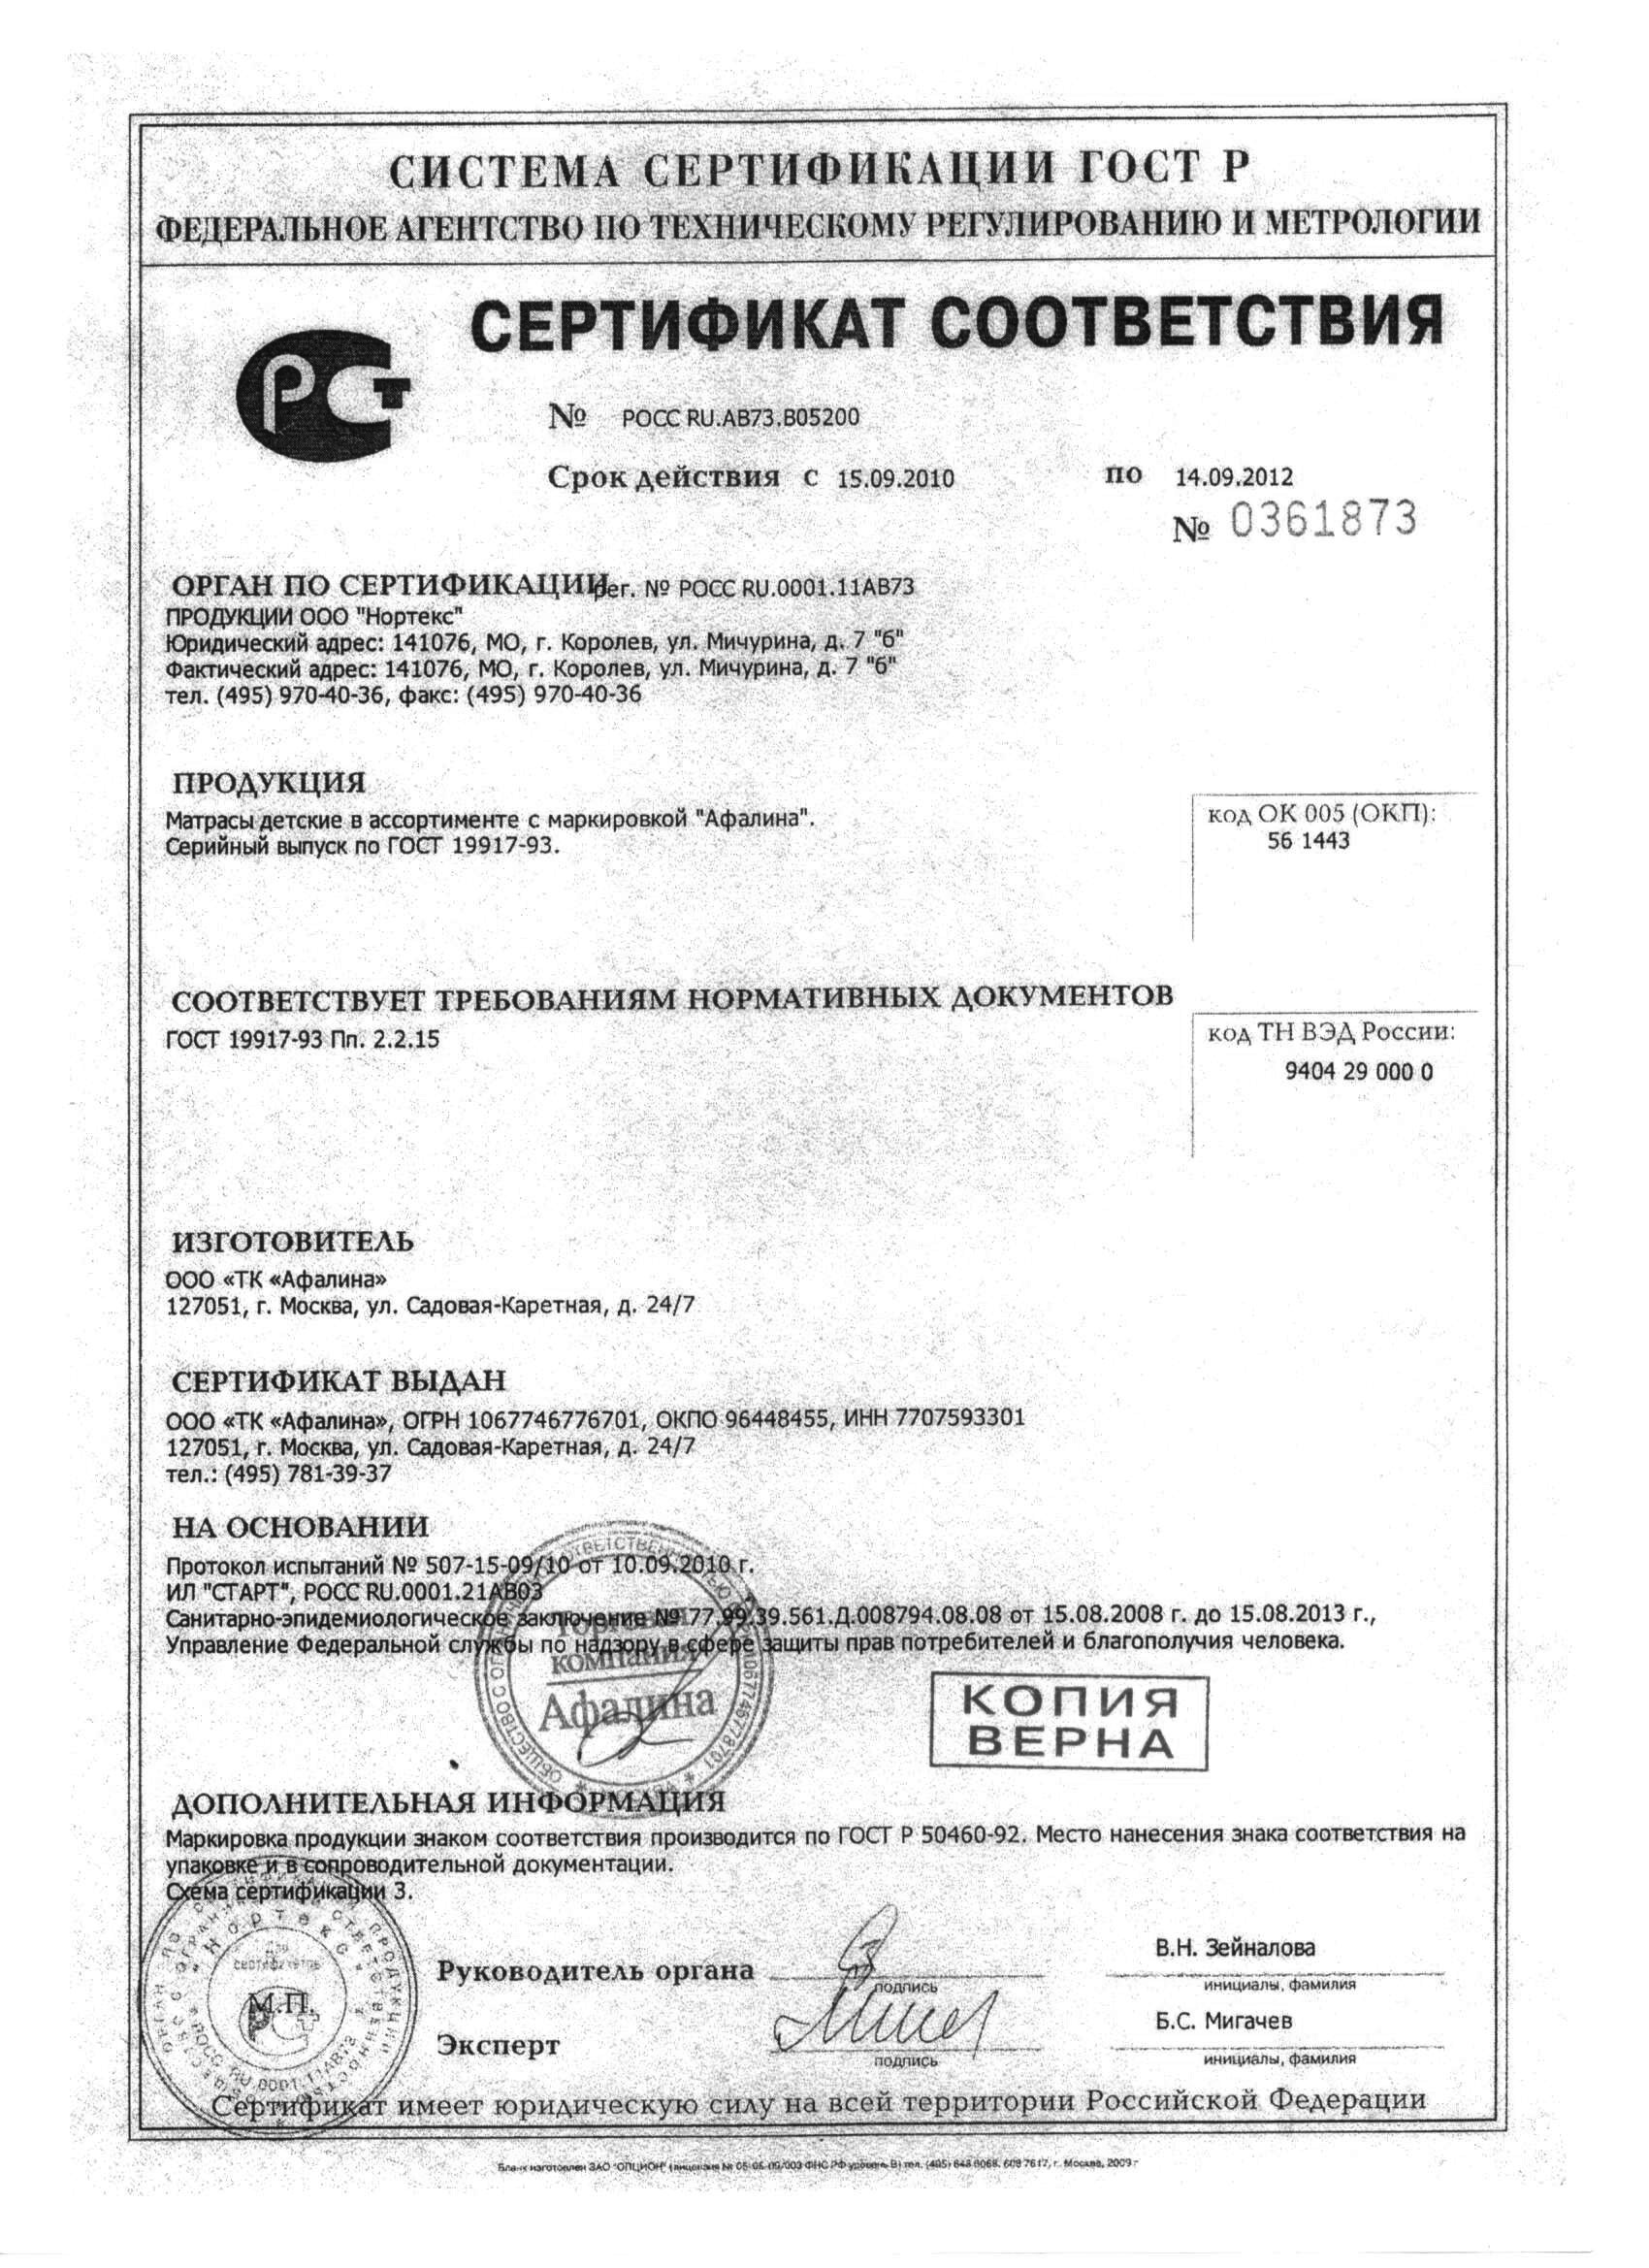 СИСТЕМА СЕРТИФИКАЦИИ ГОСТ Р
ФЕДЕРАЛЬНОЕ АГЕНТСТВО ПО ТЕХНИЧЕСКОМУ РЕГУЛИРОВАНИЮ И МЕТРОЛОГИИ
СЕРТИФИКАТ СООТВЕТСТВИЯ
№ РОСС RU.АВ73.В05200
Срок действия с 15.09.2010 по 14.09.2012
№ 0361873
ОРГАН ПО СЕРТИФИКАЦИИ рег. № РОСС RU.0001.11АВ73
ПРОДУКЦИИ ООО "Нортекс"
Юридический адрес: 141076, МО, г. Королев, ул. Мичурина, д. 7 "б"
Фактический адрес: 141076, МО, г. Королев, ул. Мичурина, д. 7 "б"
тел. (495) 970-40-36, факс: (495) 970-40-36
ПРОДУКЦИЯ
Матрасы детские в ассортименте с маркировкой "Афалина".
Серийный выпуск по ГОСТ 19917-93.
код ОК 005 (ОКП):
56 1443
СООТВЕТСТВУЕТ ТРЕБОВАНИЯМ НОРМАТИВНЫХ ДОКУМЕНТОВ
ГОСТ 19917-93 Пп. 2.2.15
код ТН ВЭД России:
9404 29 000 0
ИЗГОТОВИТЕЛЬ
ООО «ТК «Афалина»
127051, г. Москва, ул. Садовая-Каретная, д. 24/7
СЕРТИФИКАТ ВЫДАН
ООО «ТК «Афалина», ОГРН 1067746776701, ОКПО 96448455, ИНН 7707593301
127051, г. Москва, ул. Садовая-Каретная, д. 24/7
тел.: (495) 781-39-37
НА ОСНОВАНИИ
Протокол испытаний № 507-15-09/10 от 10.09.2010 г.
ИЛ "СТАРТ", РОСС RU.0001.21АВ03
Санитарно-эпидемиологическое заключение № 77.99.39.561.Д.008794.08.08 от 15.08.2008 г. до 15.08.2013 г.,
Управление Федеральной службы по надзору в сфере защиты прав потребителей и благополучия человека.
Торговая
компания
Афалина
КОПИЯ
ВЕРНА
ДОПОЛНИТЕЛЬНАЯ ИНФОРМАЦИЯ
Маркировка продукции знаком соответствия производится по ГОСТ Р 50460-92. Место нанесения знака соответствия на
упаковке и в сопроводительной документации.
Схема сертификации 3.
М.П.
Руководитель органа
подпись
В.Н. Зейналова
инициалы, фамилия
Эксперт
подпись
Б.С. Мигачев
инициалы, фамилия
Сертификат имеет юридическую силу на всей территории Российской Федерации
Бланк изготовлен ЗАО "ОПЦИОН" г. Москва, 2009 г.